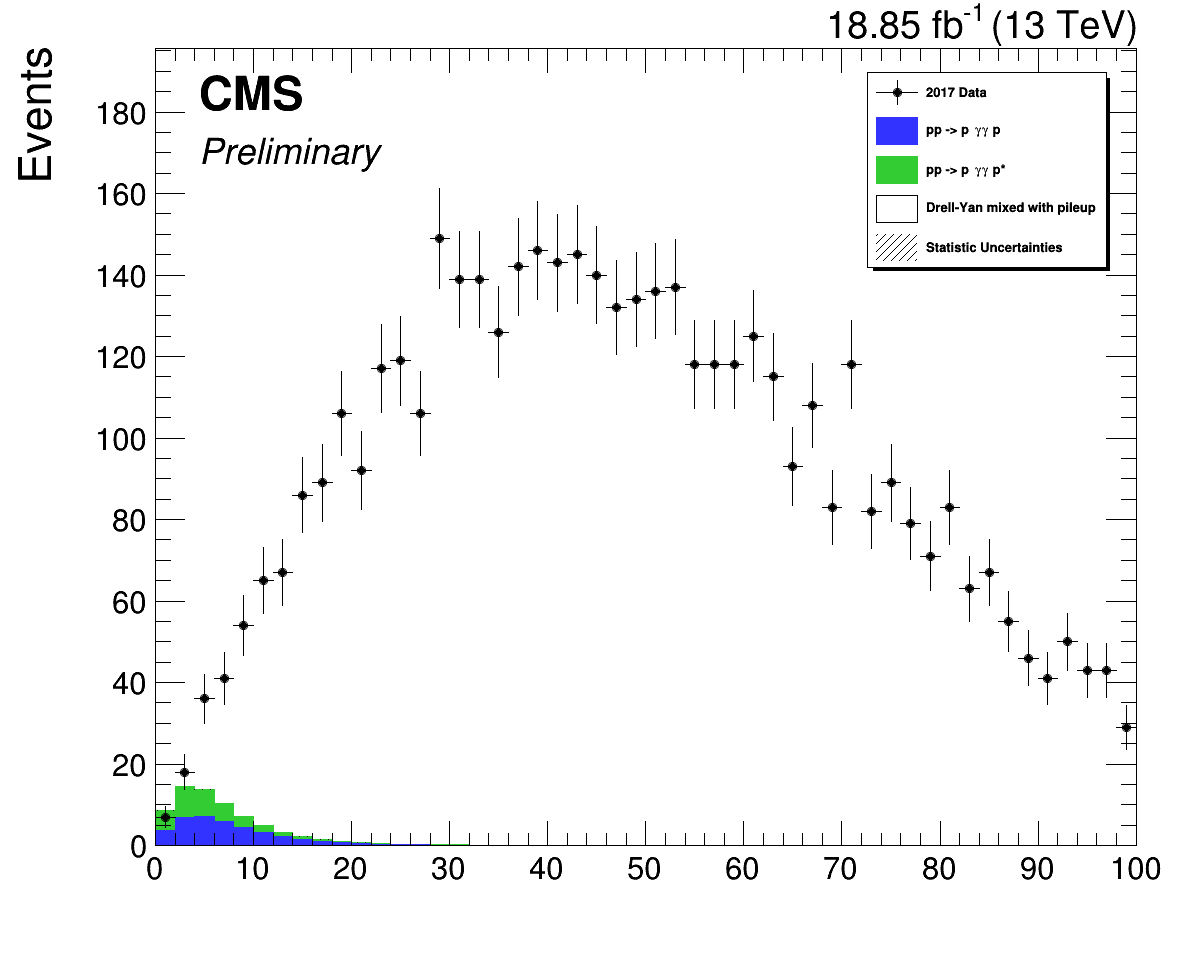 18.85 fb-1 (13 TeV)
Events
CMS
Preliminary
2017 Data
pp -> p γγ p
pp -> p γγ p*
Drell-Yan mixed with pileup
Statistic Uncertainties
180
160
140
120
100
80
60
40
20
0
0 10 20 30 40 50 60 70 80 90 100